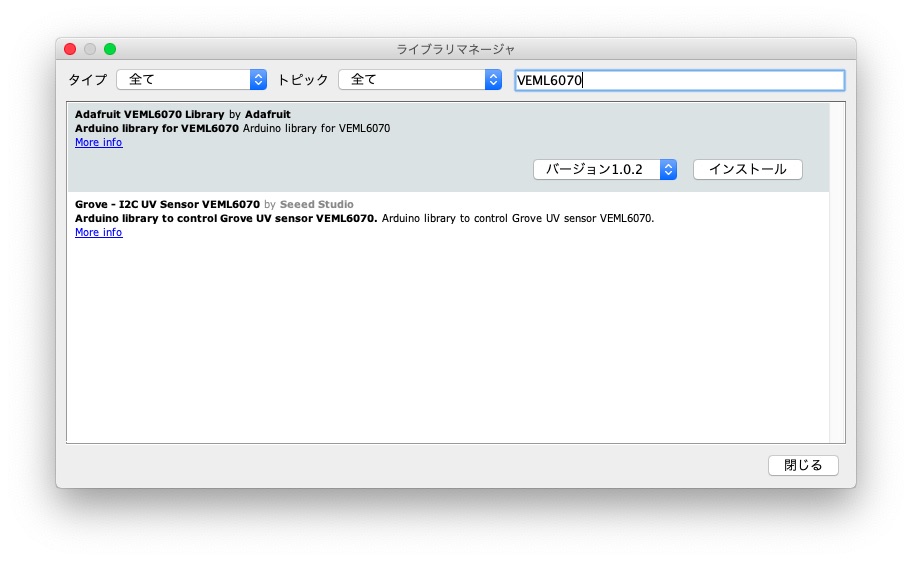 ライブラリマネージャ
タイプ 全て トピック 全て VEML6070
Adafruit VEML6070 Library by Adafruit
Arduino library for VEML6070 Arduino library for VEML6070
More info
バージョン1.0.2 インストール
Grove - I2C UV Sensor VEML6070 by Seeed Studio
Arduino library to control Grove UV sensor VEML6070. Arduino library to control Grove UV sensor VEML6070.
More info
閉じる